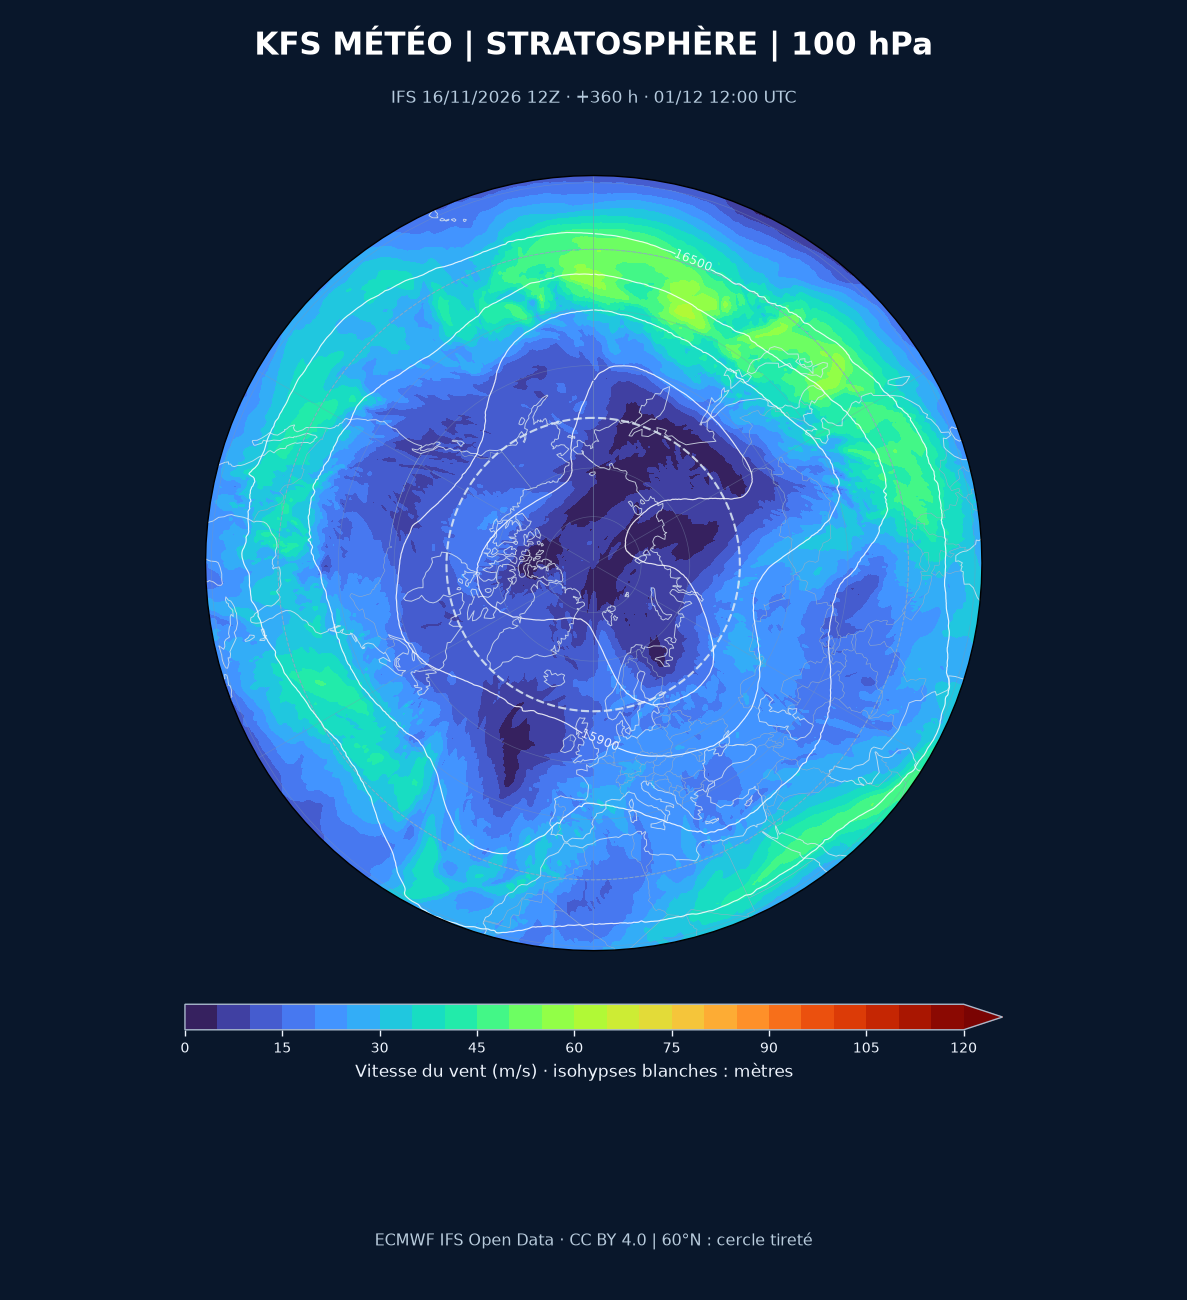 KFS MÉTÉO | STRATOSPHÈRE | 100 hPa
IFS 16/11/2026 12Z · +360 h · 01/12 12:00 UTC
16500
15900
0 15 30 45 60 75 90 105 120
Vitesse du vent (m/s) · isohypses blanches : mètres
ECMWF IFS Open Data · CC BY 4.0 | 60°N : cercle tireté